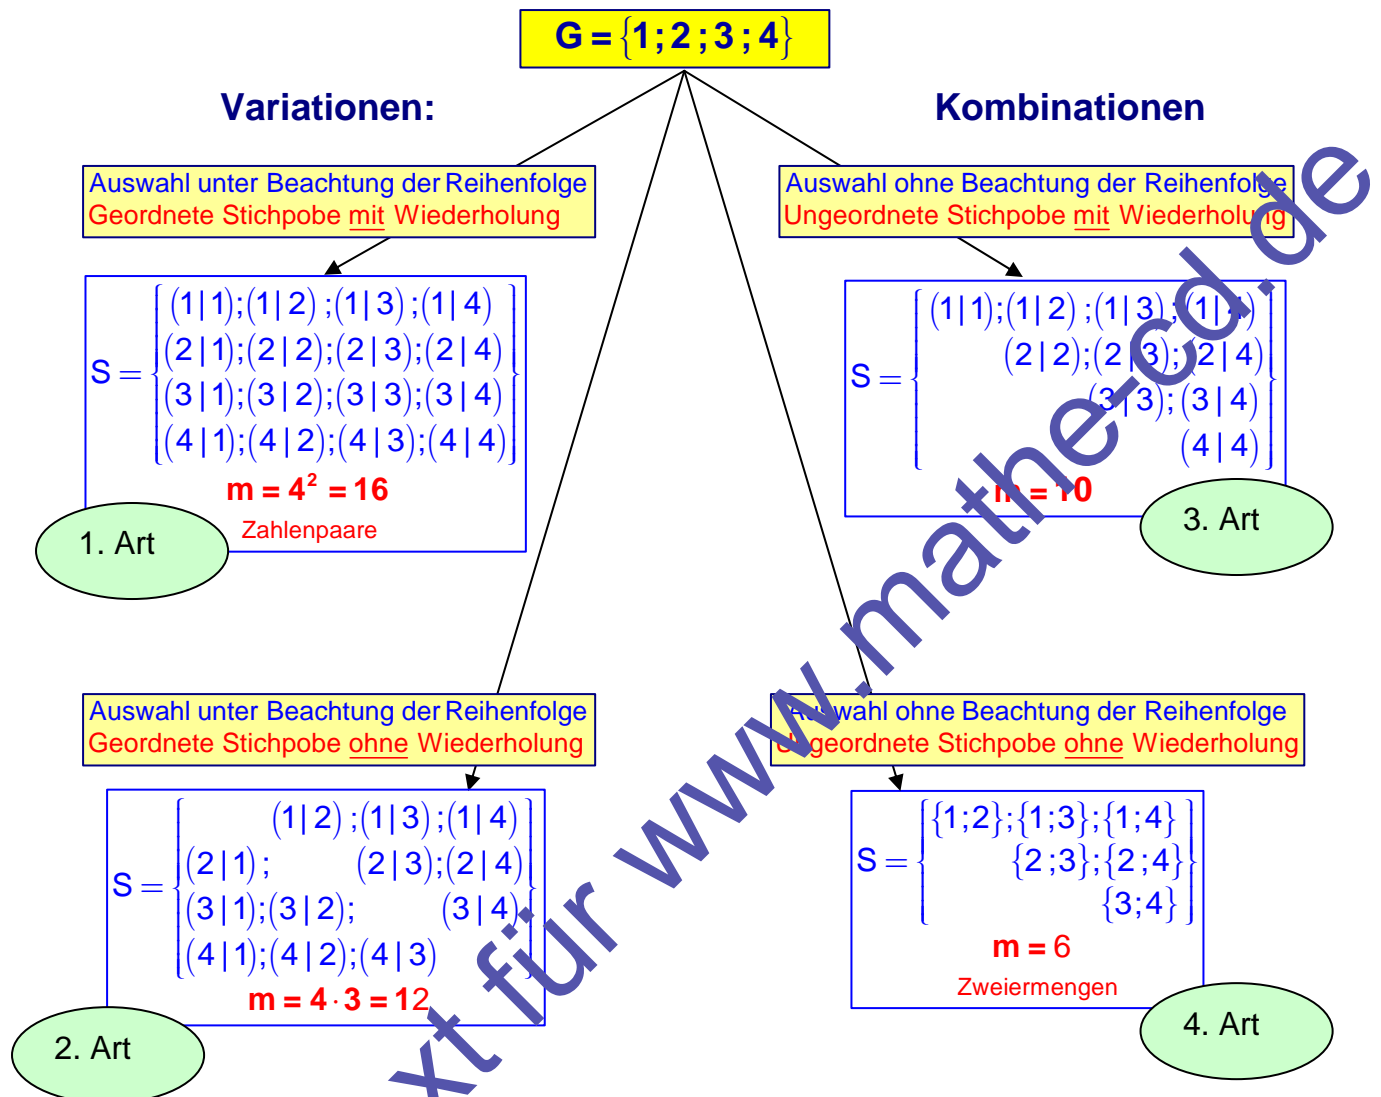 G = {1 ; 2 ; 3 ; 4}
Variationen:
Kombinationen
Auswahl unter Beachtung der Reihenfolge
Geordnete Stichpobe mit Wiederholung
Auswahl ohne Beachtung der Reihenfolge
Ungeordnete Stichpobe mit Wiederholung
S = {(1 | 1);(1 | 2) ;(1 | 3) ;(1 | 4)
(2 | 1);(2 | 2);(2 | 3);(2 | 4)
(3 | 1);(3 | 2);(3 | 3);(3 | 4)
(4 | 1);(4 | 2);(4 | 3);(4 | 4)}
m = 4² = 16
Zahlenpaare
1. Art
S = {(1 | 1);(1 | 2) ;(1 | 3) ;(1 | 4)
(2 | 2);(2 | 3);(2 | 4)
(3 | 3);(3 | 4)
(4 | 4)}
m = 10
3. Art
Auswahl unter Beachtung der Reihenfolge
Geordnete Stichpobe ohne Wiederholung
Auswahl ohne Beachtung der Reihenfolge
Ungeordnete Stichpobe ohne Wiederholung
S = {(1 | 2) ;(1 | 3) ;(1 | 4)
(2 | 1) ; (2 | 3);(2 | 4)
(3 | 1);(3 | 2); (3 | 4)
(4 | 1);(4 | 2);(4 | 3)}
m = 4 · 3 = 12
2. Art
S = {{1 ; 2};{1 ; 3};{1 ; 4}
{2 ; 3};{2 ; 4}
{3 ; 4}}
m = 6
Zweiermengen
4. Art
xt für www.mathe-cd.de